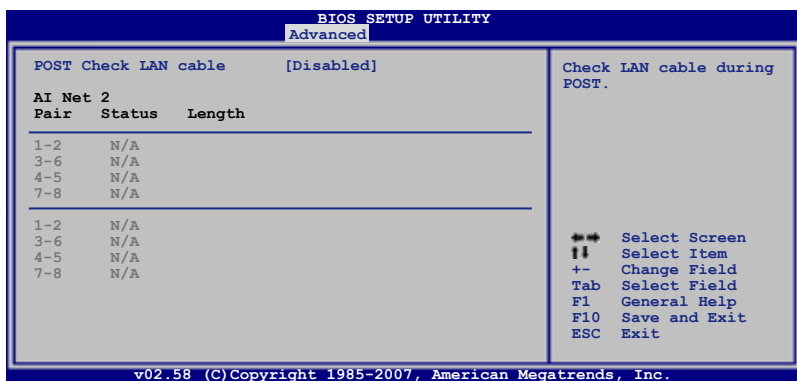 BIOS SETUP UTILITY
Advanced
POST Check LAN cable [Disabled]
AI Net 2
Pair Status Length
1-2 N/A
3-6 N/A
4-5 N/A
7-8 N/A
1-2 N/A
3-6 N/A
4-5 N/A
7-8 N/A
Check LAN cable during
POST.
Select Screen
Select Item
+- Change Field
Tab Select Field
F1 General Help
F10 Save and Exit
ESC Exit
v02.58 (C)Copyright 1985-2007, American Megatrends, Inc.